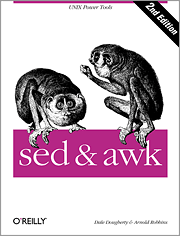 UNIX Power Tools
2nd Edition
sed & awk
O'REILLY
Dale Dougherty & Arnold Robbins